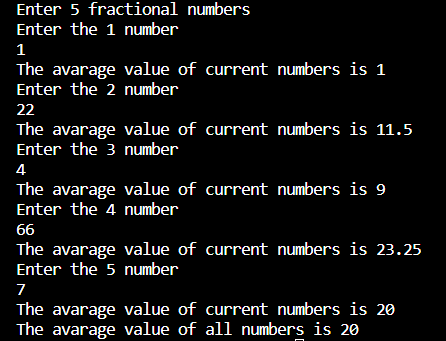 Enter 5 fractional numbers
Enter the 1 number
1
The avarage value of current numbers is 1
Enter the 2 number
22
The avarage value of current numbers is 11.5
Enter the 3 number
4
The avarage value of current numbers is 9
Enter the 4 number
66
The avarage value of current numbers is 23.25
Enter the 5 number
7
The avarage value of current numbers is 20
The avarage value of all numbers is 20